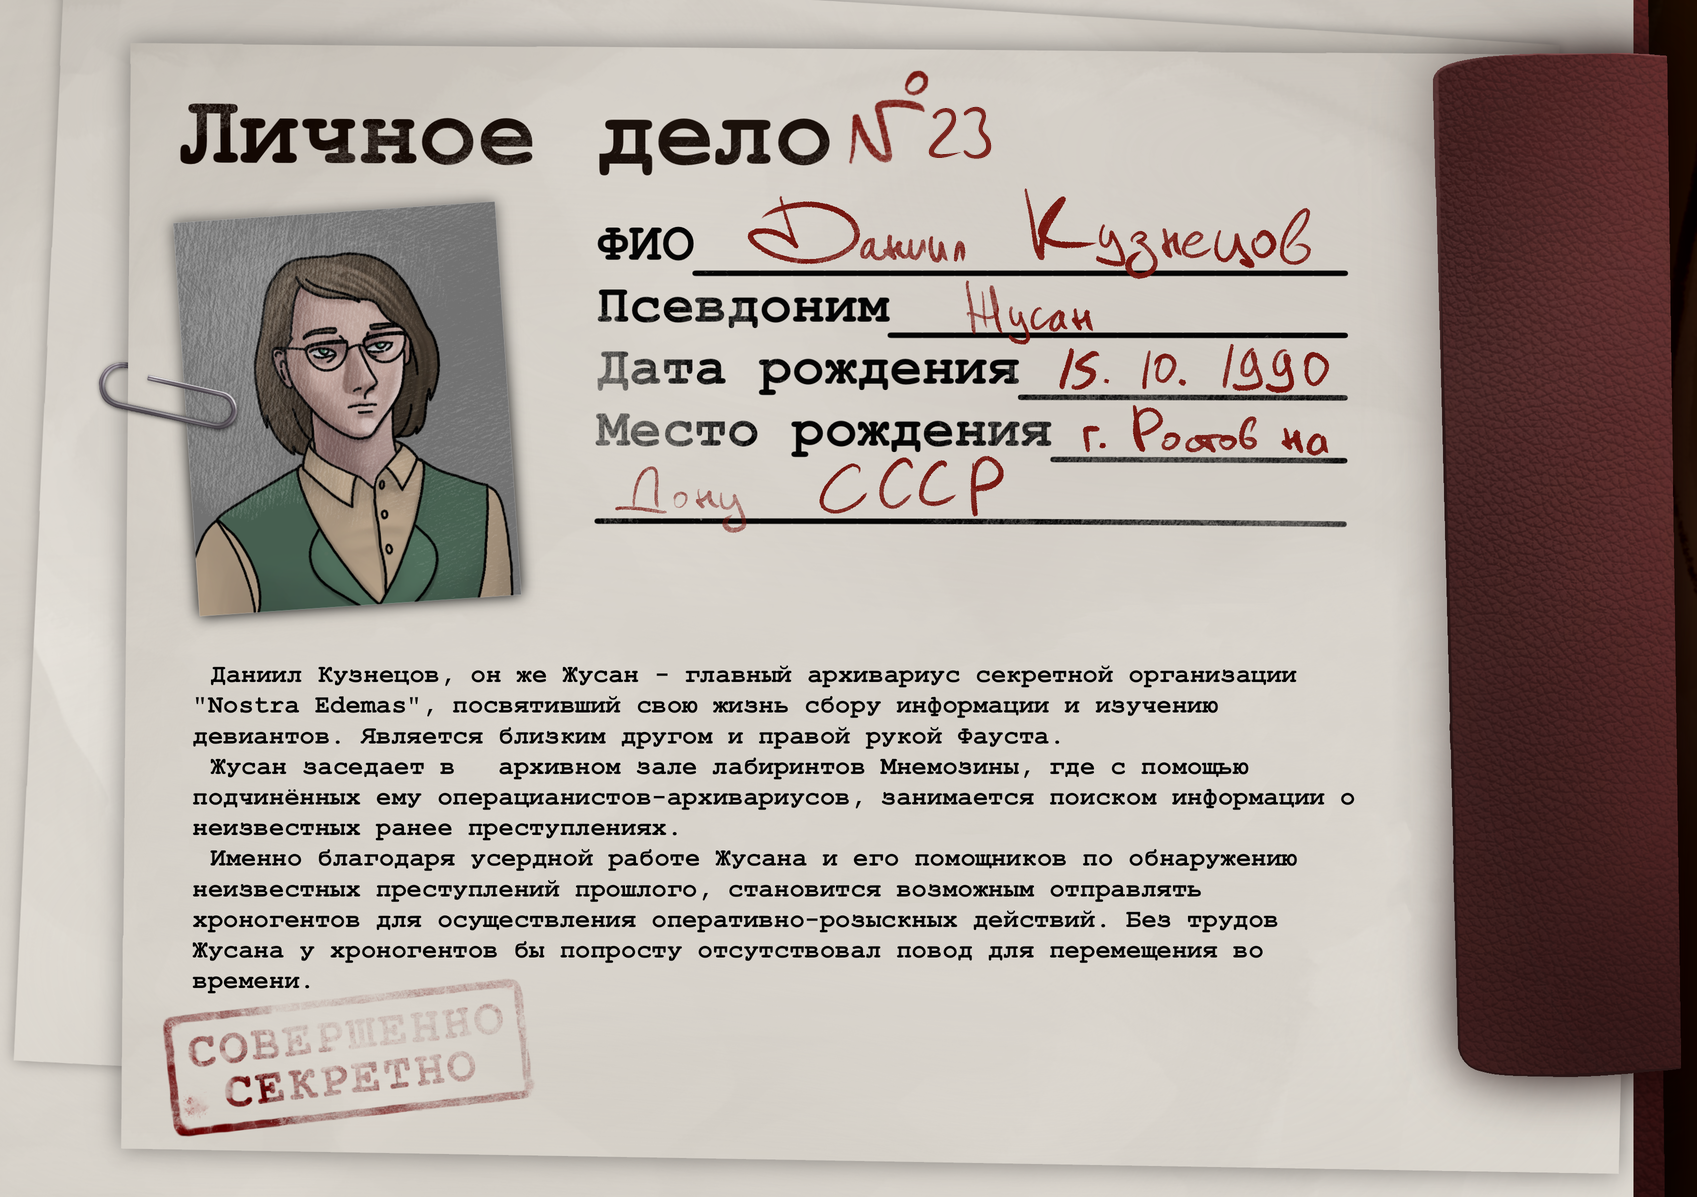 Личное дело № 23
ФИО Даниил Кузнецов
Псевдоним Жусан
Дата рождения 15. 10. 1990
Место рождения г. Ростов на
Дону СССР
Даниил Кузнецов, он же Жусан - главный архивариус секретной организации
"Nostra Edemas", посвятивший свою жизнь сбору информации и изучению
девиантов. Является близким другом и правой рукой Фауста.
Жусан заседает в архивном зале лабиринтов Мнемозины, где с помощью
подчинённых ему операцианистов-архивариусов, занимается поиском информации о
неизвестных ранее преступлениях.
Именно благодаря усердной работе Жусана и его помощников по обнаружению
неизвестных преступлений прошлого, становится возможным отправлять
хроногентов для осуществления оперативно-розыскных действий. Без трудов
Жусана у хроногентов бы попросту отсутствовал повод для перемещения во
времени.
СОВЕРШЕННО
СЕКРЕТНО